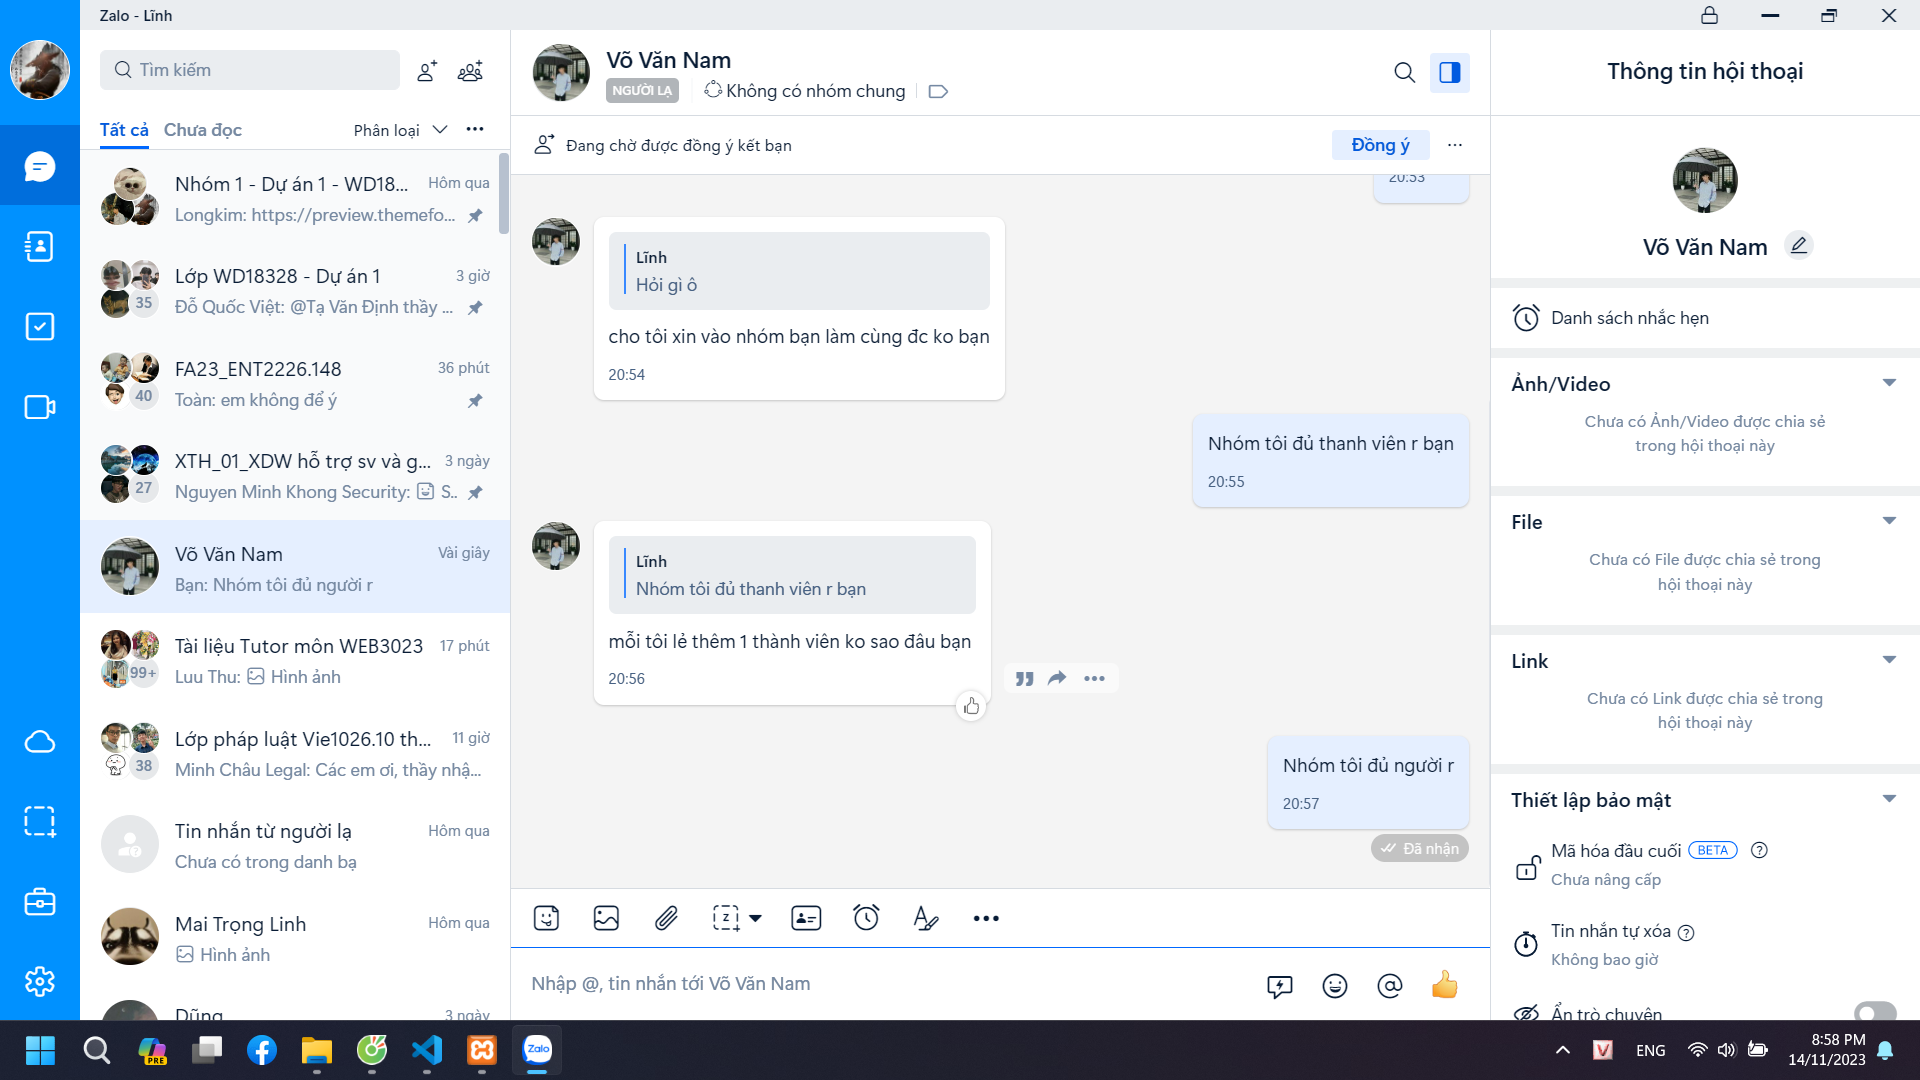 Zalo - Lĩnh
Tìm kiếm
Tất cả
Chưa đọc
Phân loại
Nhóm 1 - Dự án 1 - WD18...
Hôm qua
Longkim: https://preview.themefo...
Lớp WD18328 - Dự án 1
3 giờ
35
Đỗ Quốc Việt: @Tạ Văn Định thầy ...
FA23_ENT2226.148
36 phút
40
Toàn: em không để ý
XTH_01_XDW hỗ trợ sv và g...
3 ngày
27
Nguyen Minh Khong Security: S..
Võ Văn Nam
Vài giây
Bạn: Nhóm tôi đủ người r
Tài liệu Tutor môn WEB3023
17 phút
99+
Luu Thu: Hình ảnh
Lớp pháp luật Vie1026.10 th...
11 giờ
38
Minh Châu Legal: Các em ơi, thầy nhậ...
Tin nhắn từ người lạ
Hôm qua
Chưa có trong danh bạ
Mai Trọng Linh
Hôm qua
Hình ảnh
Dũng
3 ngày
Võ Văn Nam
NGƯỜI LẠ
Không có nhóm chung
Đang chờ được đồng ý kết bạn
Đồng ý
20:53
Lĩnh
Hỏi gì ô
cho tôi xin vào nhóm bạn làm cùng đc ko bạn
20:54
Nhóm tôi đủ thanh viên r bạn
20:55
Lĩnh
Nhóm tôi đủ thanh viên r bạn
mỗi tôi lẻ thêm 1 thành viên ko sao đâu bạn
20:56
Nhóm tôi đủ người r
20:57
Đã nhận
Nhập @, tin nhắn tới Võ Văn Nam
Thông tin hội thoại
Võ Văn Nam
Danh sách nhắc hẹn
Ảnh/Video
Chưa có Ảnh/Video được chia sẻ
trong hội thoại này
File
Chưa có File được chia sẻ trong
hội thoại này
Link
Chưa có Link được chia sẻ trong
hội thoại này
Thiết lập bảo mật
Mã hóa đầu cuối BETA
Chưa nâng cấp
Tin nhắn tự xóa
Không bao giờ
Ẩn trò chuyện
PRE
Zalo
V
ENG
8:58 PM
14/11/2023